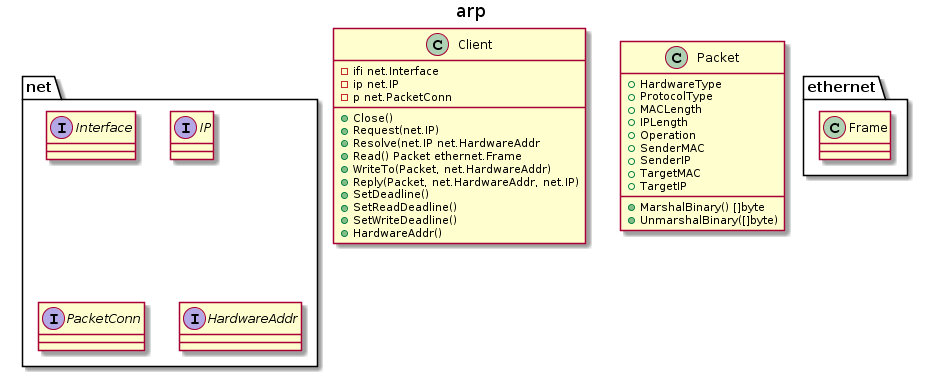 arp
net
I Interface
I IP
I PacketConn
I HardwareAddr
C Client
ifi net.Interface
ip net.IP
p net.PacketConn
Close()
Request(net.IP)
Resolve(net.IP net.HardwareAddr
Read() Packet ethernet.Frame
WriteTo(Packet, net.HardwareAddr)
Reply(Packet, net.HardwareAddr, net.IP)
SetDeadline()
SetReadDeadline()
SetWriteDeadline()
HardwareAddr()
C Packet
HardwareType
ProtocolType
MACLength
IPLength
Operation
SenderMAC
SenderIP
TargetMAC
TargetIP
MarshalBinary() []byte
UnmarshalBinary([]byte)
ethernet
C Frame